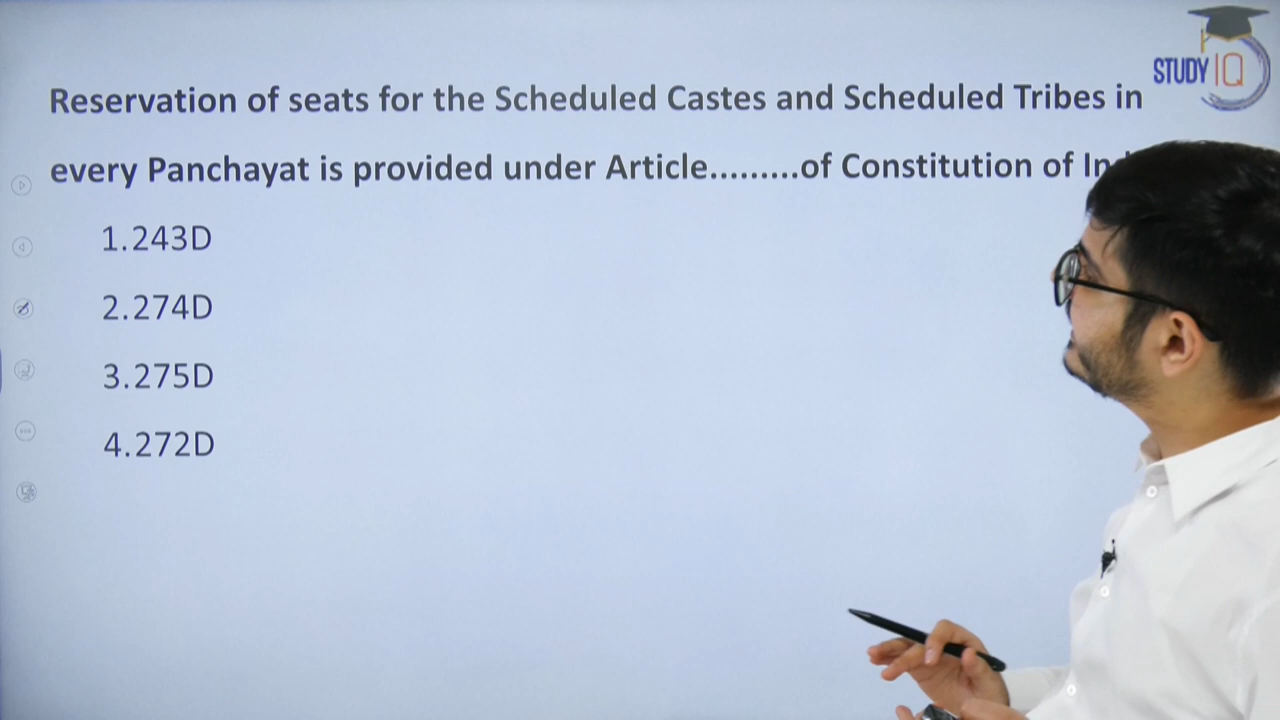 STUDY IQ
Reservation of seats for the Scheduled Castes and Scheduled Tribes in
every Panchayat is provided under Article.........of Constitution of
1.243D
2.274D
3.275D
4.272D